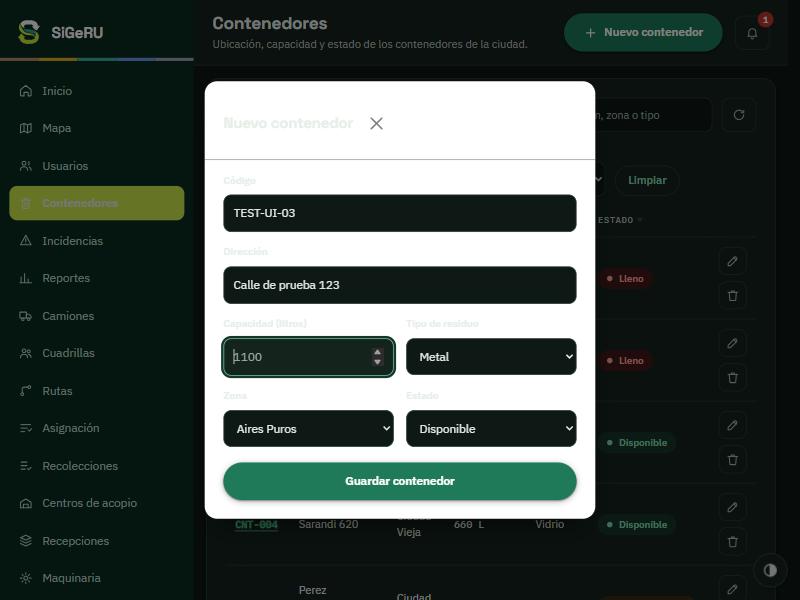 SIGeRU
Contenedores
Ubicación, capacidad y estado de los contenedores de la ciudad.
Nuevo contenedor
1
Inicio
Mapa
Usuarios
Contenedores
Incidencias
Reportes
Camiones
Cuadrillas
Rutas
Asignación
Recolecciones
Centros de acopio
Recepciones
Maquinaria
zona o tipo
Limpiar
ESTADO
Lleno
Lleno
Disponible
CNT-004
Sarandí 620
Ciudad
Vieja
660 L
Vidrio
Disponible
Perez
Ciudad
Nuevo contenedor
Código
TEST-UI-03
Dirección
Calle de prueba 123
Capacidad (litros)
Tipo de residuo
1100
Metal
Zona
Estado
Aires Puros
Disponible
Guardar contenedor